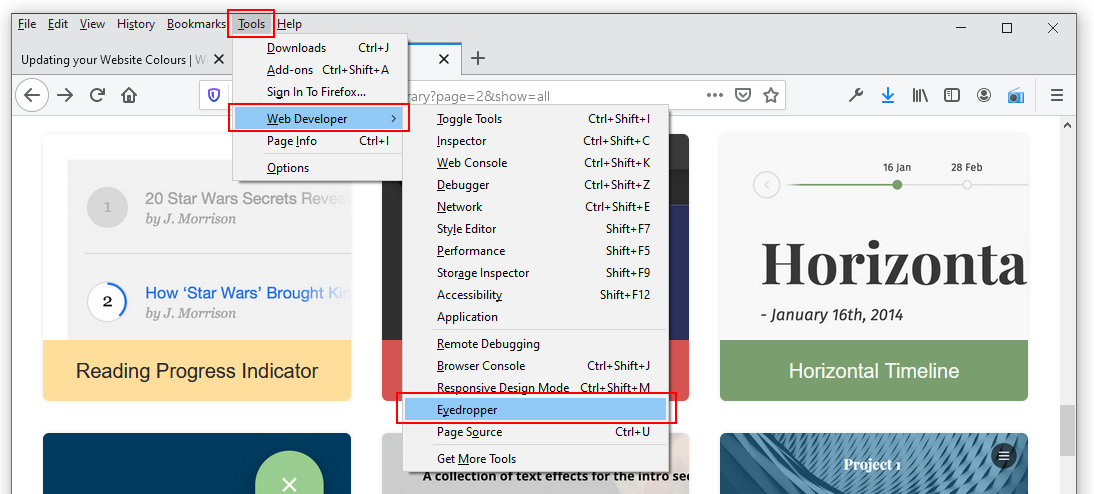 File Edit View History Bookmarks Tools Help
Updating your Website Colours | W
Downloads Ctrl+J
Add-ons Ctrl+Shift+A
Sign In To Firefox...
Web Developer
Page Info Ctrl+I
Options
rary?page=2&show=all
Toggle Tools Ctrl+Shift+I
Inspector Ctrl+Shift+C
Web Console Ctrl+Shift+K
Debugger Ctrl+Shift+Z
Network Ctrl+Shift+E
Style Editor Shift+F7
Performance Shift+F5
Storage Inspector Shift+F9
Accessibility Shift+F12
Application
Remote Debugging
Browser Console Ctrl+Shift+J
Responsive Design Mode Ctrl+Shift+M
Eyedropper
Page Source Ctrl+U
Get More Tools
1 20 Star Wars Secrets Revea
by J. Morrison
2 How ‘Star Wars’ Brought Kin
by J. Morrison
Reading Progress Indicator
16 Jan 28 Feb
Horizonta
- January 16th, 2014
Horizontal Timeline
A collection of text effects for the intro sec
Project 1